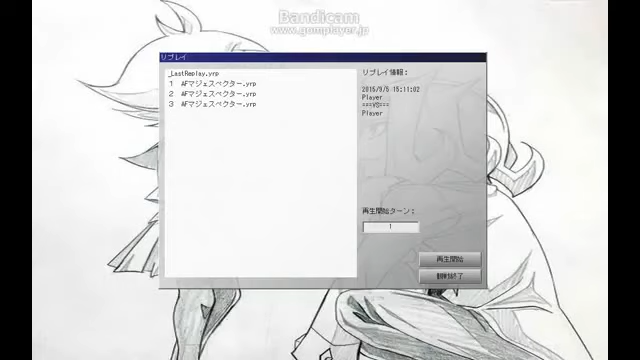 Bandicam
www.gomplayer.jp
リプレイ
_LastReplay.yrp
1 AFマジェスペクター.yrp
2 AFマジェスペクター.yrp
3 AFマジェスペクター.yrp
リプレイ情報：
2015/9/5 15:11:02
Player
===VS===
Player
再生開始ターン：
1
再生開始
観戦終了